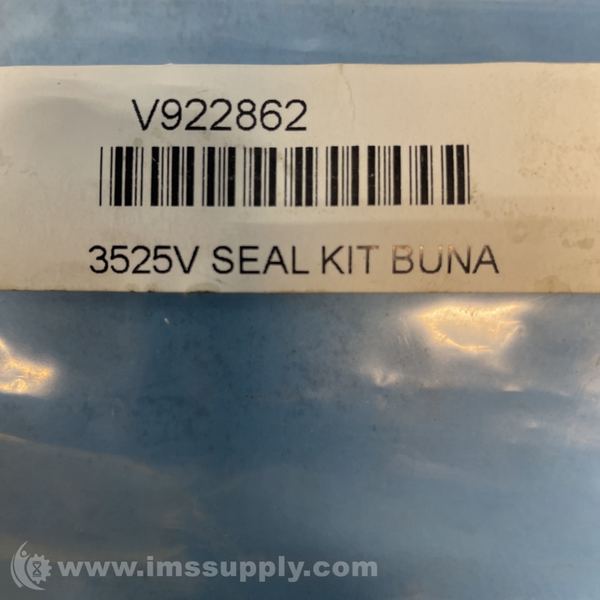 V922862
3525V SEAL KIT BUNA
www.imssupply.com